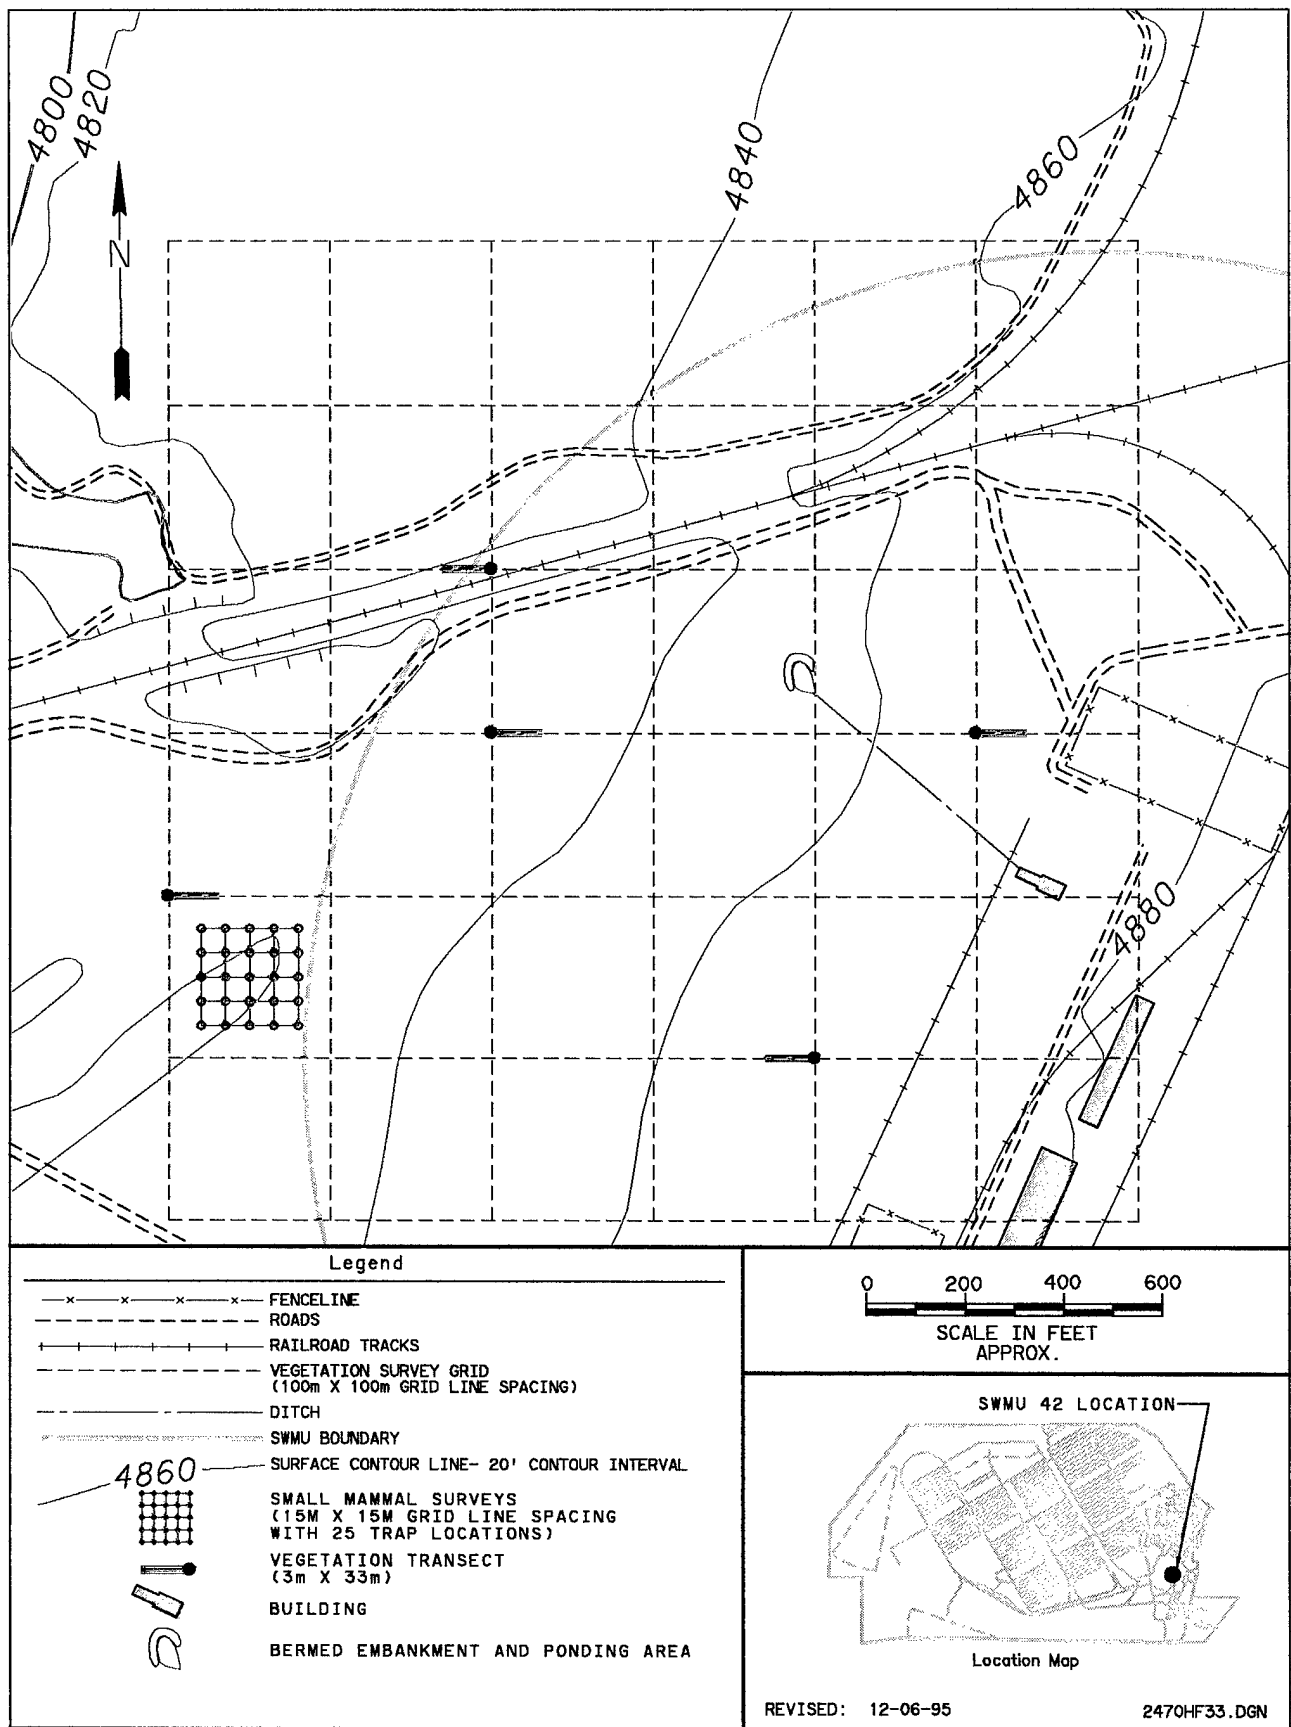 4800
4820
4840
4860
N
4880
Legend
FENCELINE
ROADS
RAILROAD TRACKS
VEGETATION SURVEY GRID
(100m X 100m GRID LINE SPACING)
DITCH
SWMU BOUNDARY
4860
SURFACE CONTOUR LINE- 20' CONTOUR INTERVAL
SMALL MAMMAL SURVEYS
(15M X 15M GRID LINE SPACING
WITH 25 TRAP LOCATIONS)
VEGETATION TRANSECT
(3m X 33m)
BUILDING
BERMED EMBANKMENT AND PONDING AREA
0 200 400 600
SCALE IN FEET
APPROX.
SWMU 42 LOCATION
Location Map
REVISED: 12-06-95
2470HF33.DGN